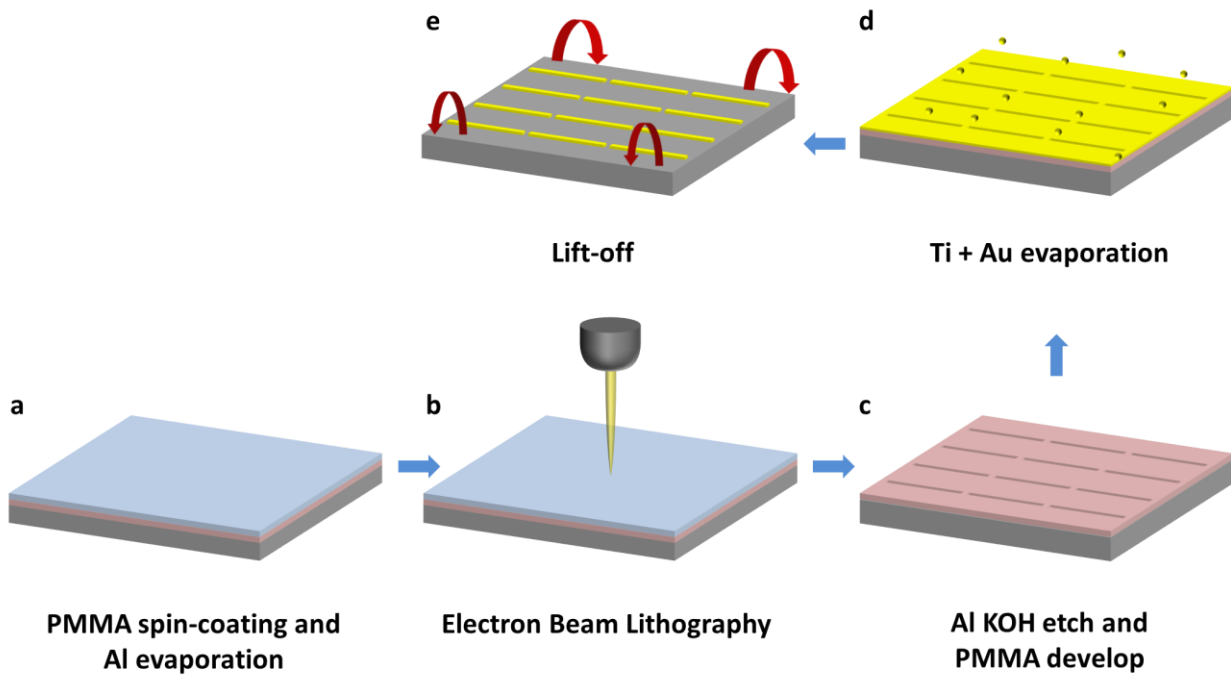 e
d
Lift-off
Ti + Au evaporation
a
b
c
PMMA spin-coating and
Al evaporation
Electron Beam Lithography
Al KOH etch and
PMMA develop